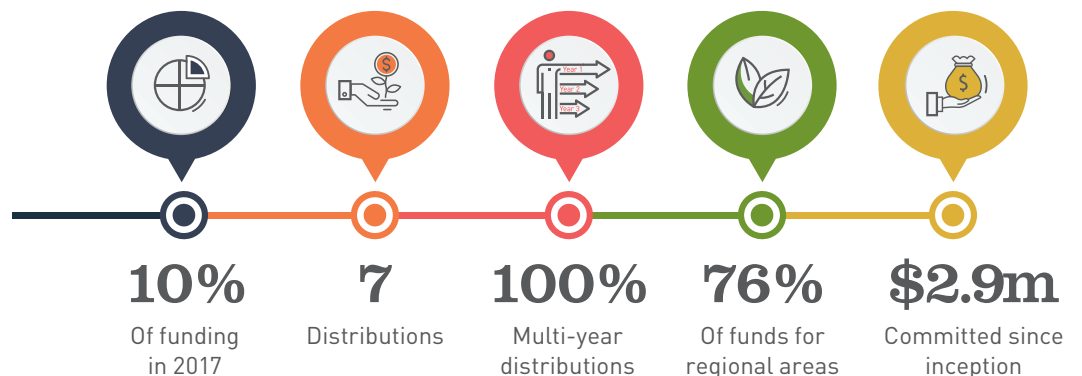 $
Year 1
Year 2
Year 3
$
10%
Of funding
in 2017
7
Distributions
100%
Multi-year
distributions
76%
Of funds for
regional areas
$2.9m
Committed since
inception